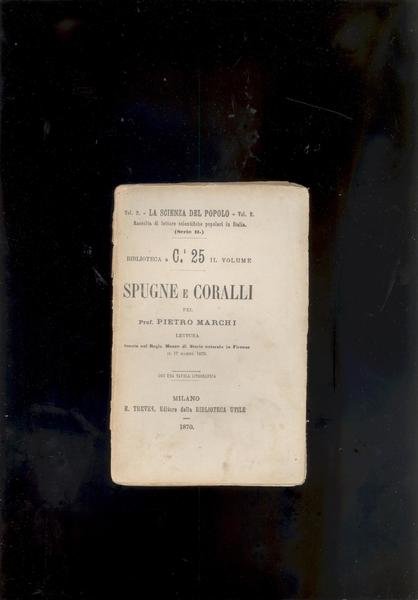 Vol. 2. - LA SCIENZA DEL POPOLO - Vol. 2.
Raccolta di letture scientifiche popolari in Italia.
(Serie II.)
BIBLIOTECA A C.i 25 IL VOLUME
SPUGNE E CORALLI
PEL
Prof. PIETRO MARCHI
LETTURA
tenuta nel Regio Museo di Storia naturale in Firenze
il 17 marzo 1870.
CON UNA TAVOLA LITOGRAFICA
MILANO
E. TREVES, Editore della BIBLIOTECA UTILE
1870.